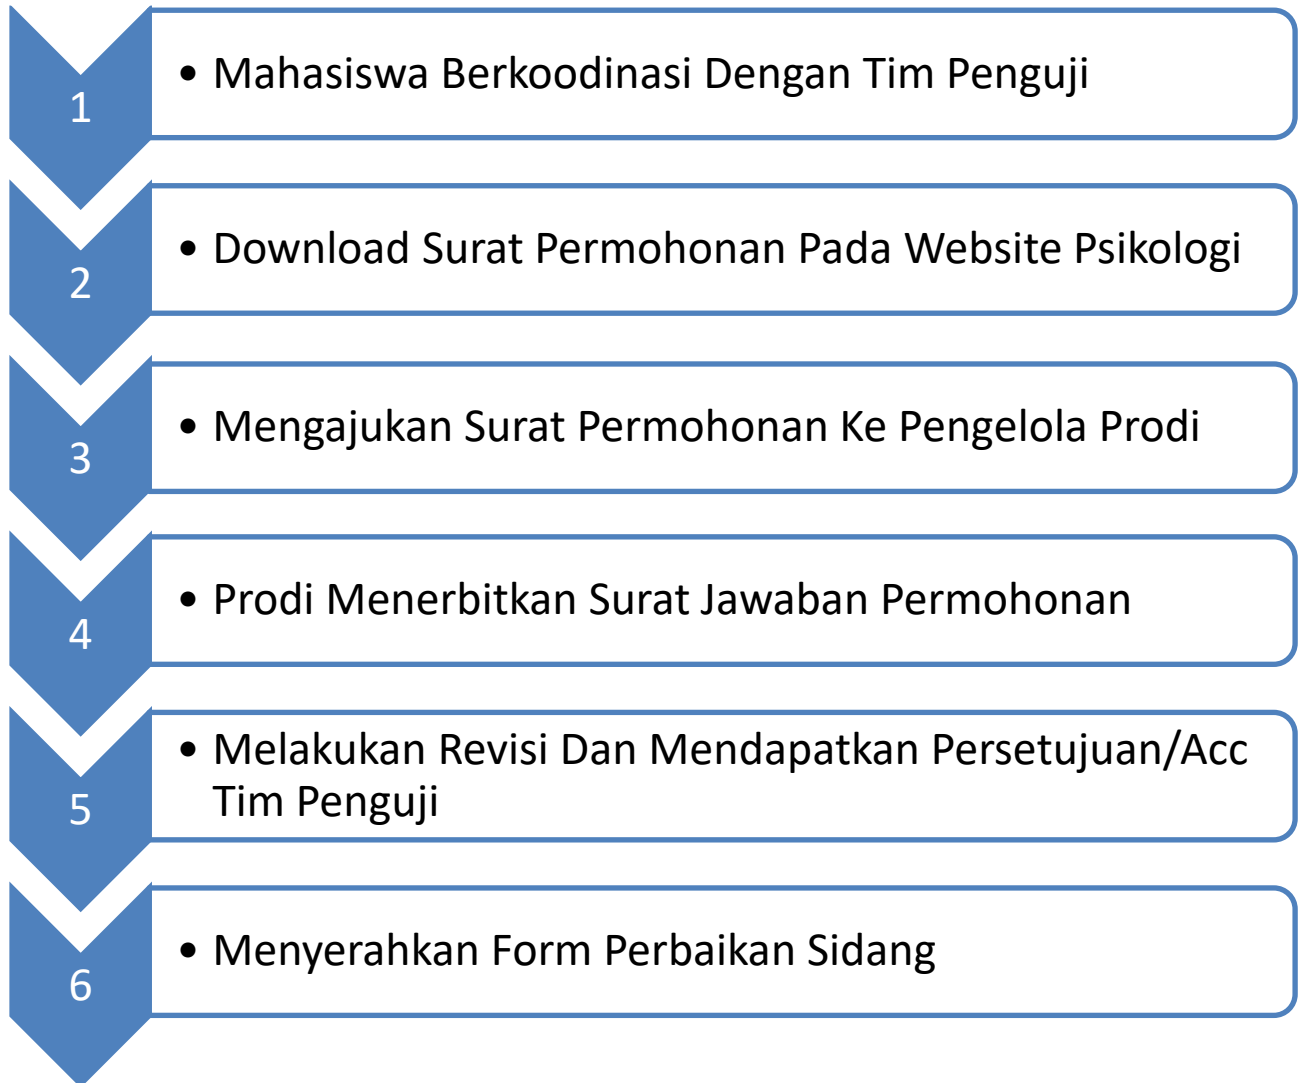 1
• Mahasiswa Berkoodinasi Dengan Tim Penguji
2
• Download Surat Permohonan Pada Website Psikologi
3
• Mengajukan Surat Permohonan Ke Pengelola Prodi
4
• Prodi Menerbitkan Surat Jawaban Permohonan
5
• Melakukan Revisi Dan Mendapatkan Persetujuan/Acc
Tim Penguji
6
• Menyerahkan Form Perbaikan Sidang